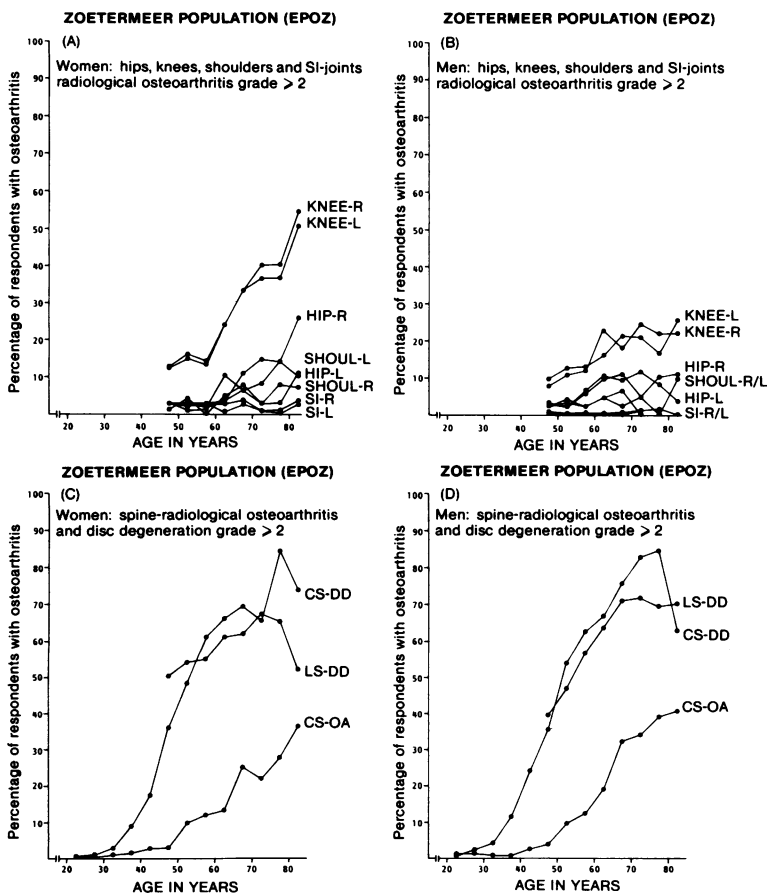 ZOETERMEER POPULATION (EPOZ)
(A)
Women: hips, knees, shoulders and SI-joints
radiological osteoarthritis grade ⩾ 2
Percentage of respondents with osteoarthritis
100
90
80
70
60
50
40
30
20
10
KNEE-R
KNEE-L
HIP-R
SHOUL-L
HIP-L
SHOUL-R
SI-R
SI-L
20 30 40 50 60 70 80
AGE IN YEARS
ZOETERMEER POPULATION (EPOZ)
(B)
Men: hips, knees, shoulders and SI-joints
radiological osteoarthritis grade ⩾ 2
Percentage of respondents with osteoarthritis
100
90
80
70
60
50
40
30
20
10
KNEE-L
KNEE-R
HIP-R
SHOUL-R/L
HIP-L
SI-R/L
20 30 40 50 60 70 80
AGE IN YEARS
ZOETERMEER POPULATION (EPOZ)
(C)
Women: spine-radiological osteoarthritis
and disc degeneration grade ⩾ 2
Percentage of respondents with osteoarthritis
100
90
80
70
60
50
40
30
20
10
CS-DD
LS-DD
CS-OA
20 30 40 50 60 70 80
AGE IN YEARS
ZOETERMEER POPULATION (EPOZ)
(D)
Men: spine-radiological osteoarthritis
and disc degeneration grade ⩾ 2
Percentage of respondents with osteoarthritis
100
90
80
70
60
50
40
30
20
10
LS-DD
CS-DD
CS-OA
20 30 40 50 60 70 80
AGE IN YEARS